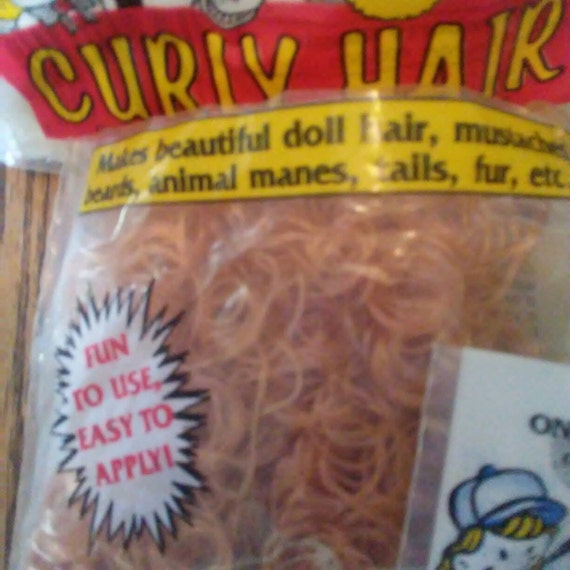 CURLY HAIR
Makes beautiful doll hair, mustaches,
beards, animal manes, tails, fur, etc.
FUN
TO USE,
EASY TO
APPLY!